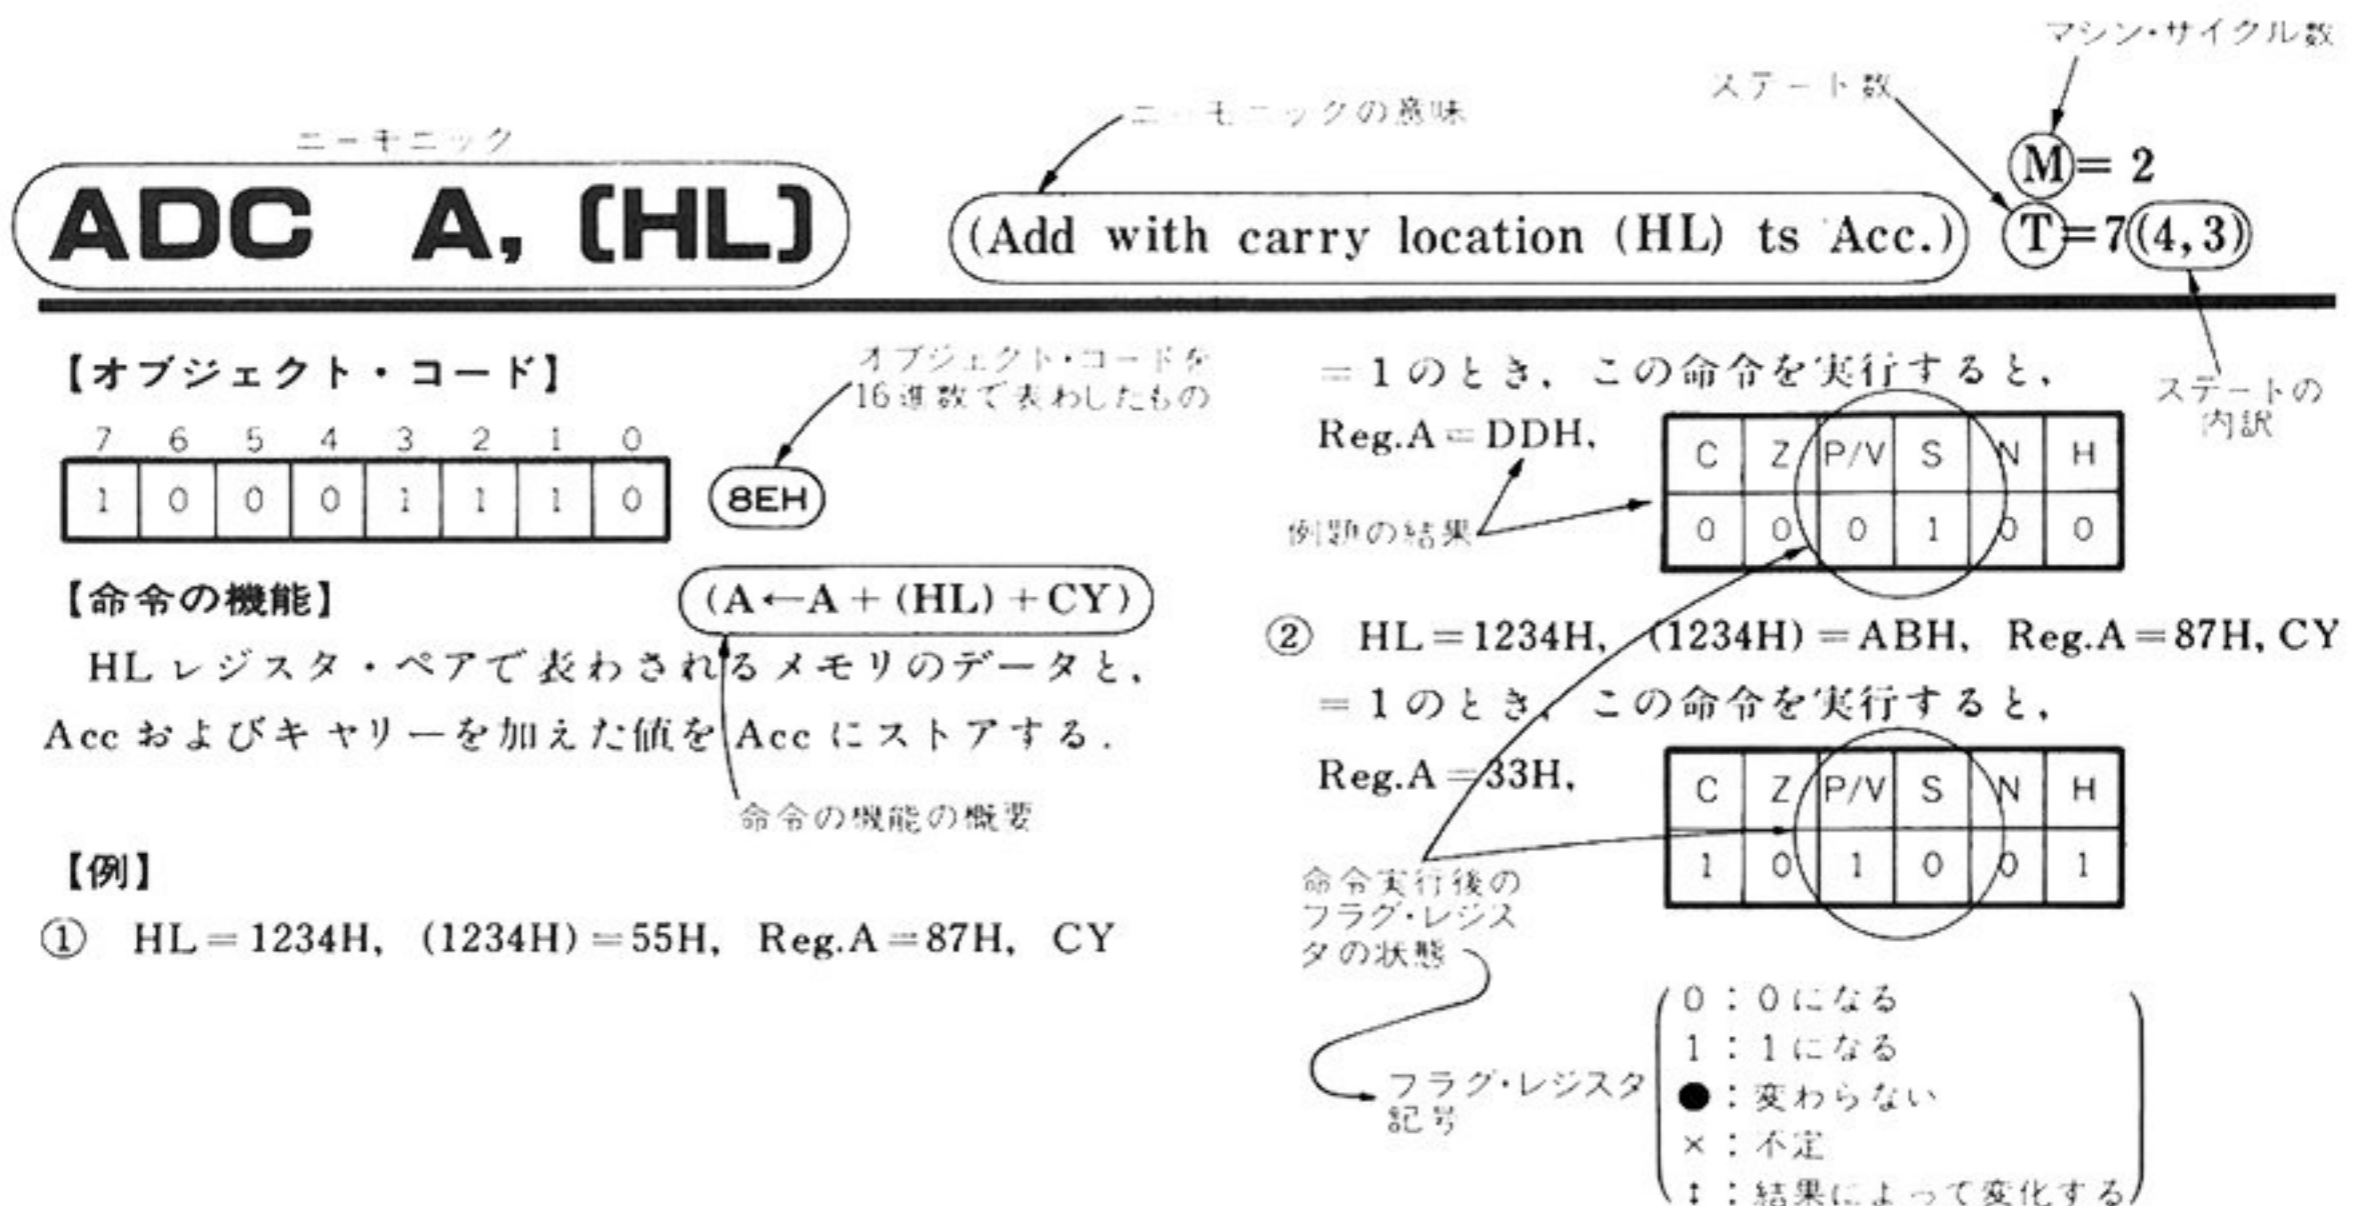 マシン・サイクル数
ステート数
ニーモニックの意味
ニーモニック
M=2
ADC A, (HL)
(Add with carry location (HL) ts Acc.)
T=7(4,3)
【オブジェクト・コード】
オブジェクト・コードを
16進数で表わしたもの
7 6 5 4 3 2 1 0
1 0 0 0 1 1 1 0
8EH
【命令の機能】
(A←A+(HL)+CY)
HLレジスタ・ペアで表わされるメモリのデータと,
Accおよびキャリーを加えた値をAccにストアする.
命令の機能の概要
【例】
① HL=1234H, (1234H)=55H, Reg.A=87H, CY
=1のとき, この命令を実行すると,
ステートの
内訳
Reg.A=DDH,
C Z P/V S N H
0 0 0 1 0 0
例題の結果
② HL=1234H, (1234H)=ABH, Reg.A=87H, CY
=1のとき, この命令を実行すると,
Reg.A=33H,
C Z P/V S N H
1 0 1 0 0 1
命令実行後の
フラグ・レジス
タの状態
フラグ・レジスタ
記号
0:0になる
1:1になる
●:変わらない
×:不定
↕:結果によって変化する